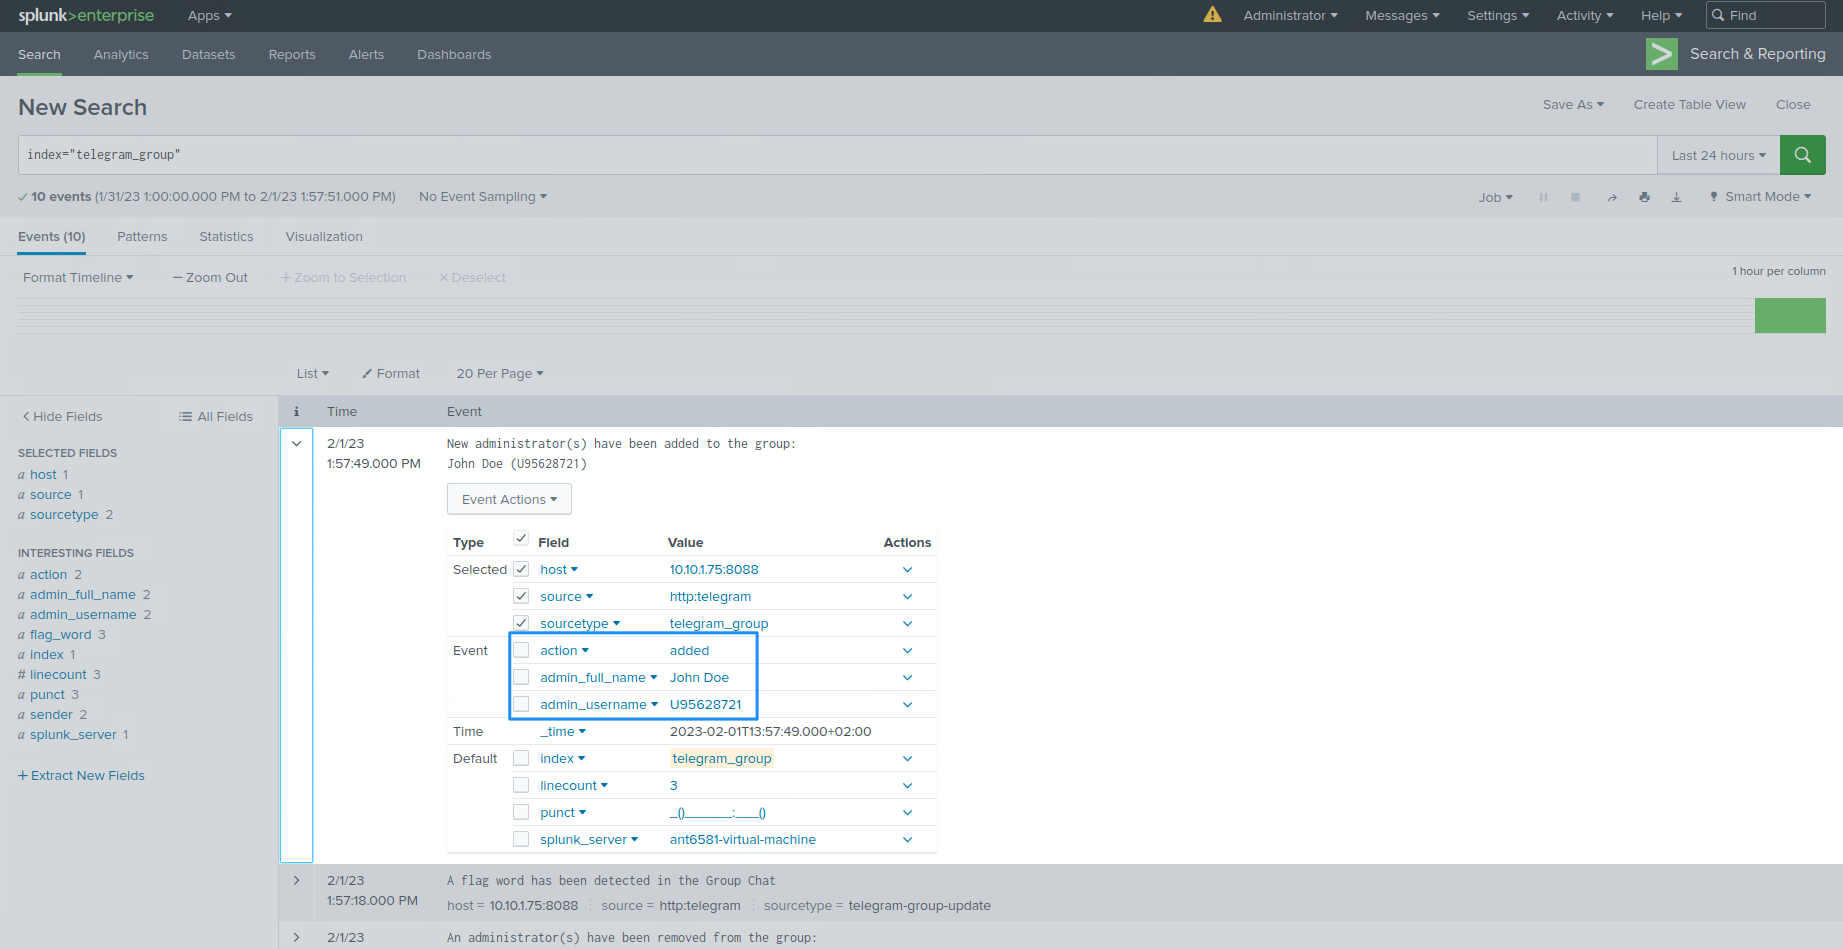 splunk>enterprise Apps Administrator Messages Settings Activity Help Find
Search Analytics Datasets Reports Alerts Dashboards Search & Reporting
New Search Save As Create Table View Close
index="telegram_group" Last 24 hours
10 events (1/31/23 1:00:00.000 PM to 2/1/23 1:57:51.000 PM) No Event Sampling Job Smart Mode
Events (10) Patterns Statistics Visualization
Format Timeline − Zoom Out + Zoom to Selection × Deselect 1 hour per column
List Format 20 Per Page
Hide Fields All Fields
SELECTED FIELDS
a host 1
a source 1
a sourcetype 2
INTERESTING FIELDS
a action 2
a admin_full_name 2
a admin_username 2
a flag_word 3
a index 1
# linecount 3
a punct 3
a sender 2
a splunk_server 1
+ Extract New Fields
i Time Event
2/1/23 New administrator(s) have been added to the group:
1:57:49.000 PM John Doe (U95628721)
Event Actions
Type Field Value Actions
Selected host 10.10.1.75:8088
source http:telegram
sourcetype telegram_group
Event action added
admin_full_name John Doe
admin_username U95628721
Time _time 2023-02-01T13:57:49.000+02:00
Default index telegram_group
linecount 3
punct _()_______:____()
splunk_server ant6581-virtual-machine
2/1/23 A flag word has been detected in the Group Chat
1:57:18.000 PM host = 10.10.1.75:8088 source = http:telegram sourcetype = telegram-group-update
2/1/23 An administrator(s) have been removed from the group: